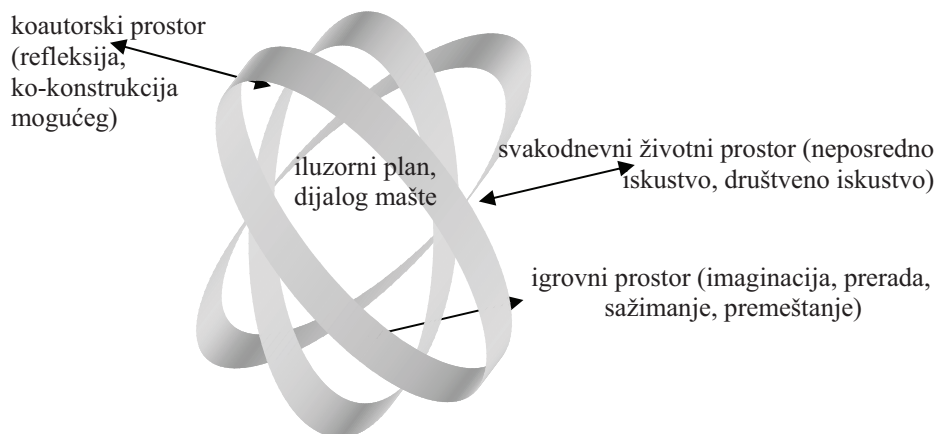 koautorski prostor
(refleksija,
ko-konstrukcija
mogućeg)
iluzorni plan,
dijalog mašte
svakodnevni životni prostor (neposredno
iskustvo, društveno iskustvo)
igrovni prostor (imaginacija, prerada,
sažimanje, premeštanje)